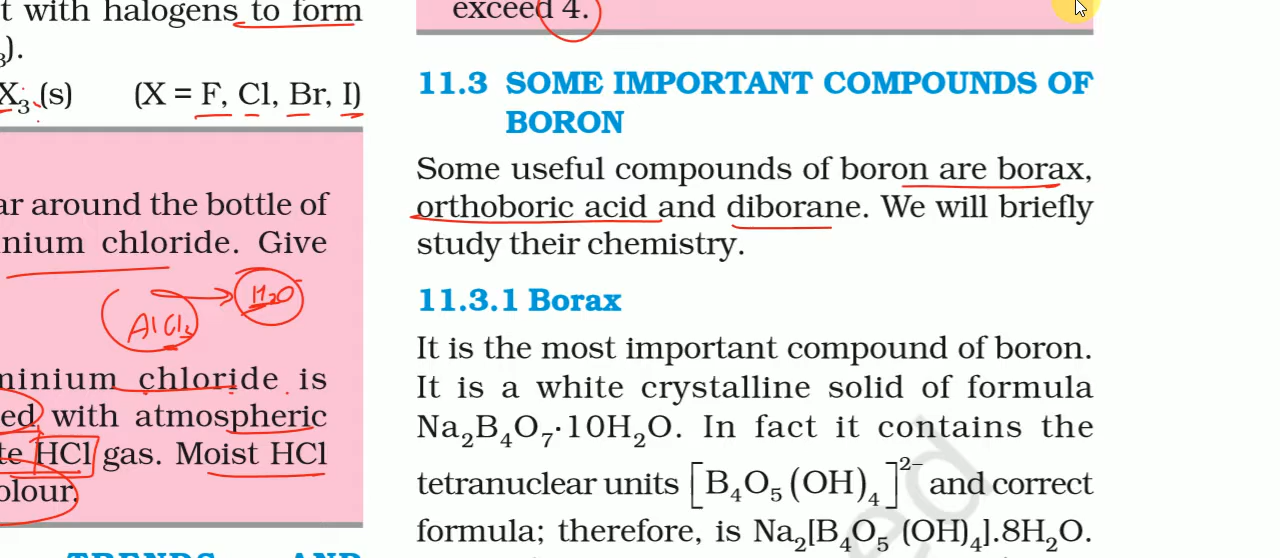 t with halogens to form
₃).
X₃ (s) (X = F, Cl, Br, I)
ar around the bottle of
nium chloride. Give
AlCl₃ H₂O
minium chloride is
ed with atmospheric
te HCl gas. Moist HCl
olour.
TRENDS AND
exceed 4.
11.3 SOME IMPORTANT COMPOUNDS OF
BORON
Some useful compounds of boron are borax,
orthoboric acid and diborane. We will briefly
study their chemistry.
11.3.1 Borax
It is the most important compound of boron.
It is a white crystalline solid of formula
Na₂B₄O₇·10H₂O. In fact it contains the
tetranuclear units [B₄O₅(OH)₄]²⁻ and correct
formula; therefore, is Na₂[B₄O₅ (OH)₄].8H₂O.